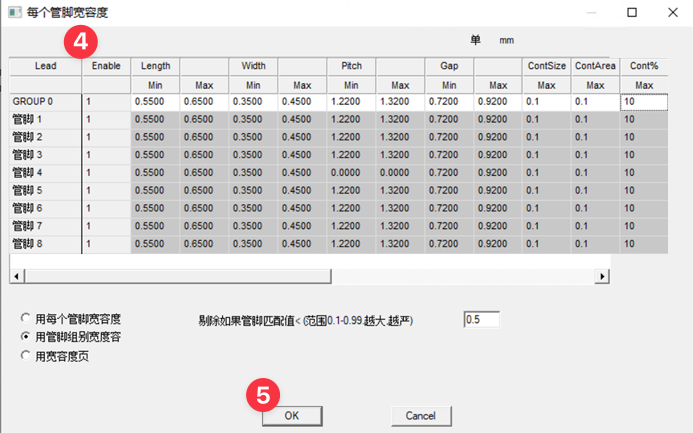 每个管脚宽容度
4
单 mm
Lead Enable Length Width Pitch Gap ContSize ContArea Cont%
Min Max Min Max Min Max Min Max Max Max Max
GROUP 0 1 0.5500 0.6500 0.3500 0.4500 1.2200 1.3200 0.7200 0.9200 0.1 0.1 10
管脚 1 1 0.5500 0.6500 0.3500 0.4500 1.2200 1.3200 0.7200 0.9200 0.1 0.1 10
管脚 2 1 0.5500 0.6500 0.3500 0.4500 1.2200 1.3200 0.7200 0.9200 0.1 0.1 10
管脚 3 1 0.5500 0.6500 0.3500 0.4500 1.2200 1.3200 0.7200 0.9200 0.1 0.1 10
管脚 4 1 0.5500 0.6500 0.3500 0.4500 0.0000 0.0000 0.7200 0.9200 0.1 0.1 10
管脚 5 1 0.5500 0.6500 0.3500 0.4500 1.2200 1.3200 0.7200 0.9200 0.1 0.1 10
管脚 6 1 0.5500 0.6500 0.3500 0.4500 1.2200 1.3200 0.7200 0.9200 0.1 0.1 10
管脚 7 1 0.5500 0.6500 0.3500 0.4500 1.2200 1.3200 0.7200 0.9200 0.1 0.1 10
管脚 8 1 0.5500 0.6500 0.3500 0.4500 1.2200 1.3200 0.7200 0.9200 0.1 0.1 10
用每个管脚宽容度 剔除如果管脚匹配值< (范围0.1-0.99.越大,越严) 0.5
用管脚组别宽度容
用宽容度页
5
OK Cancel